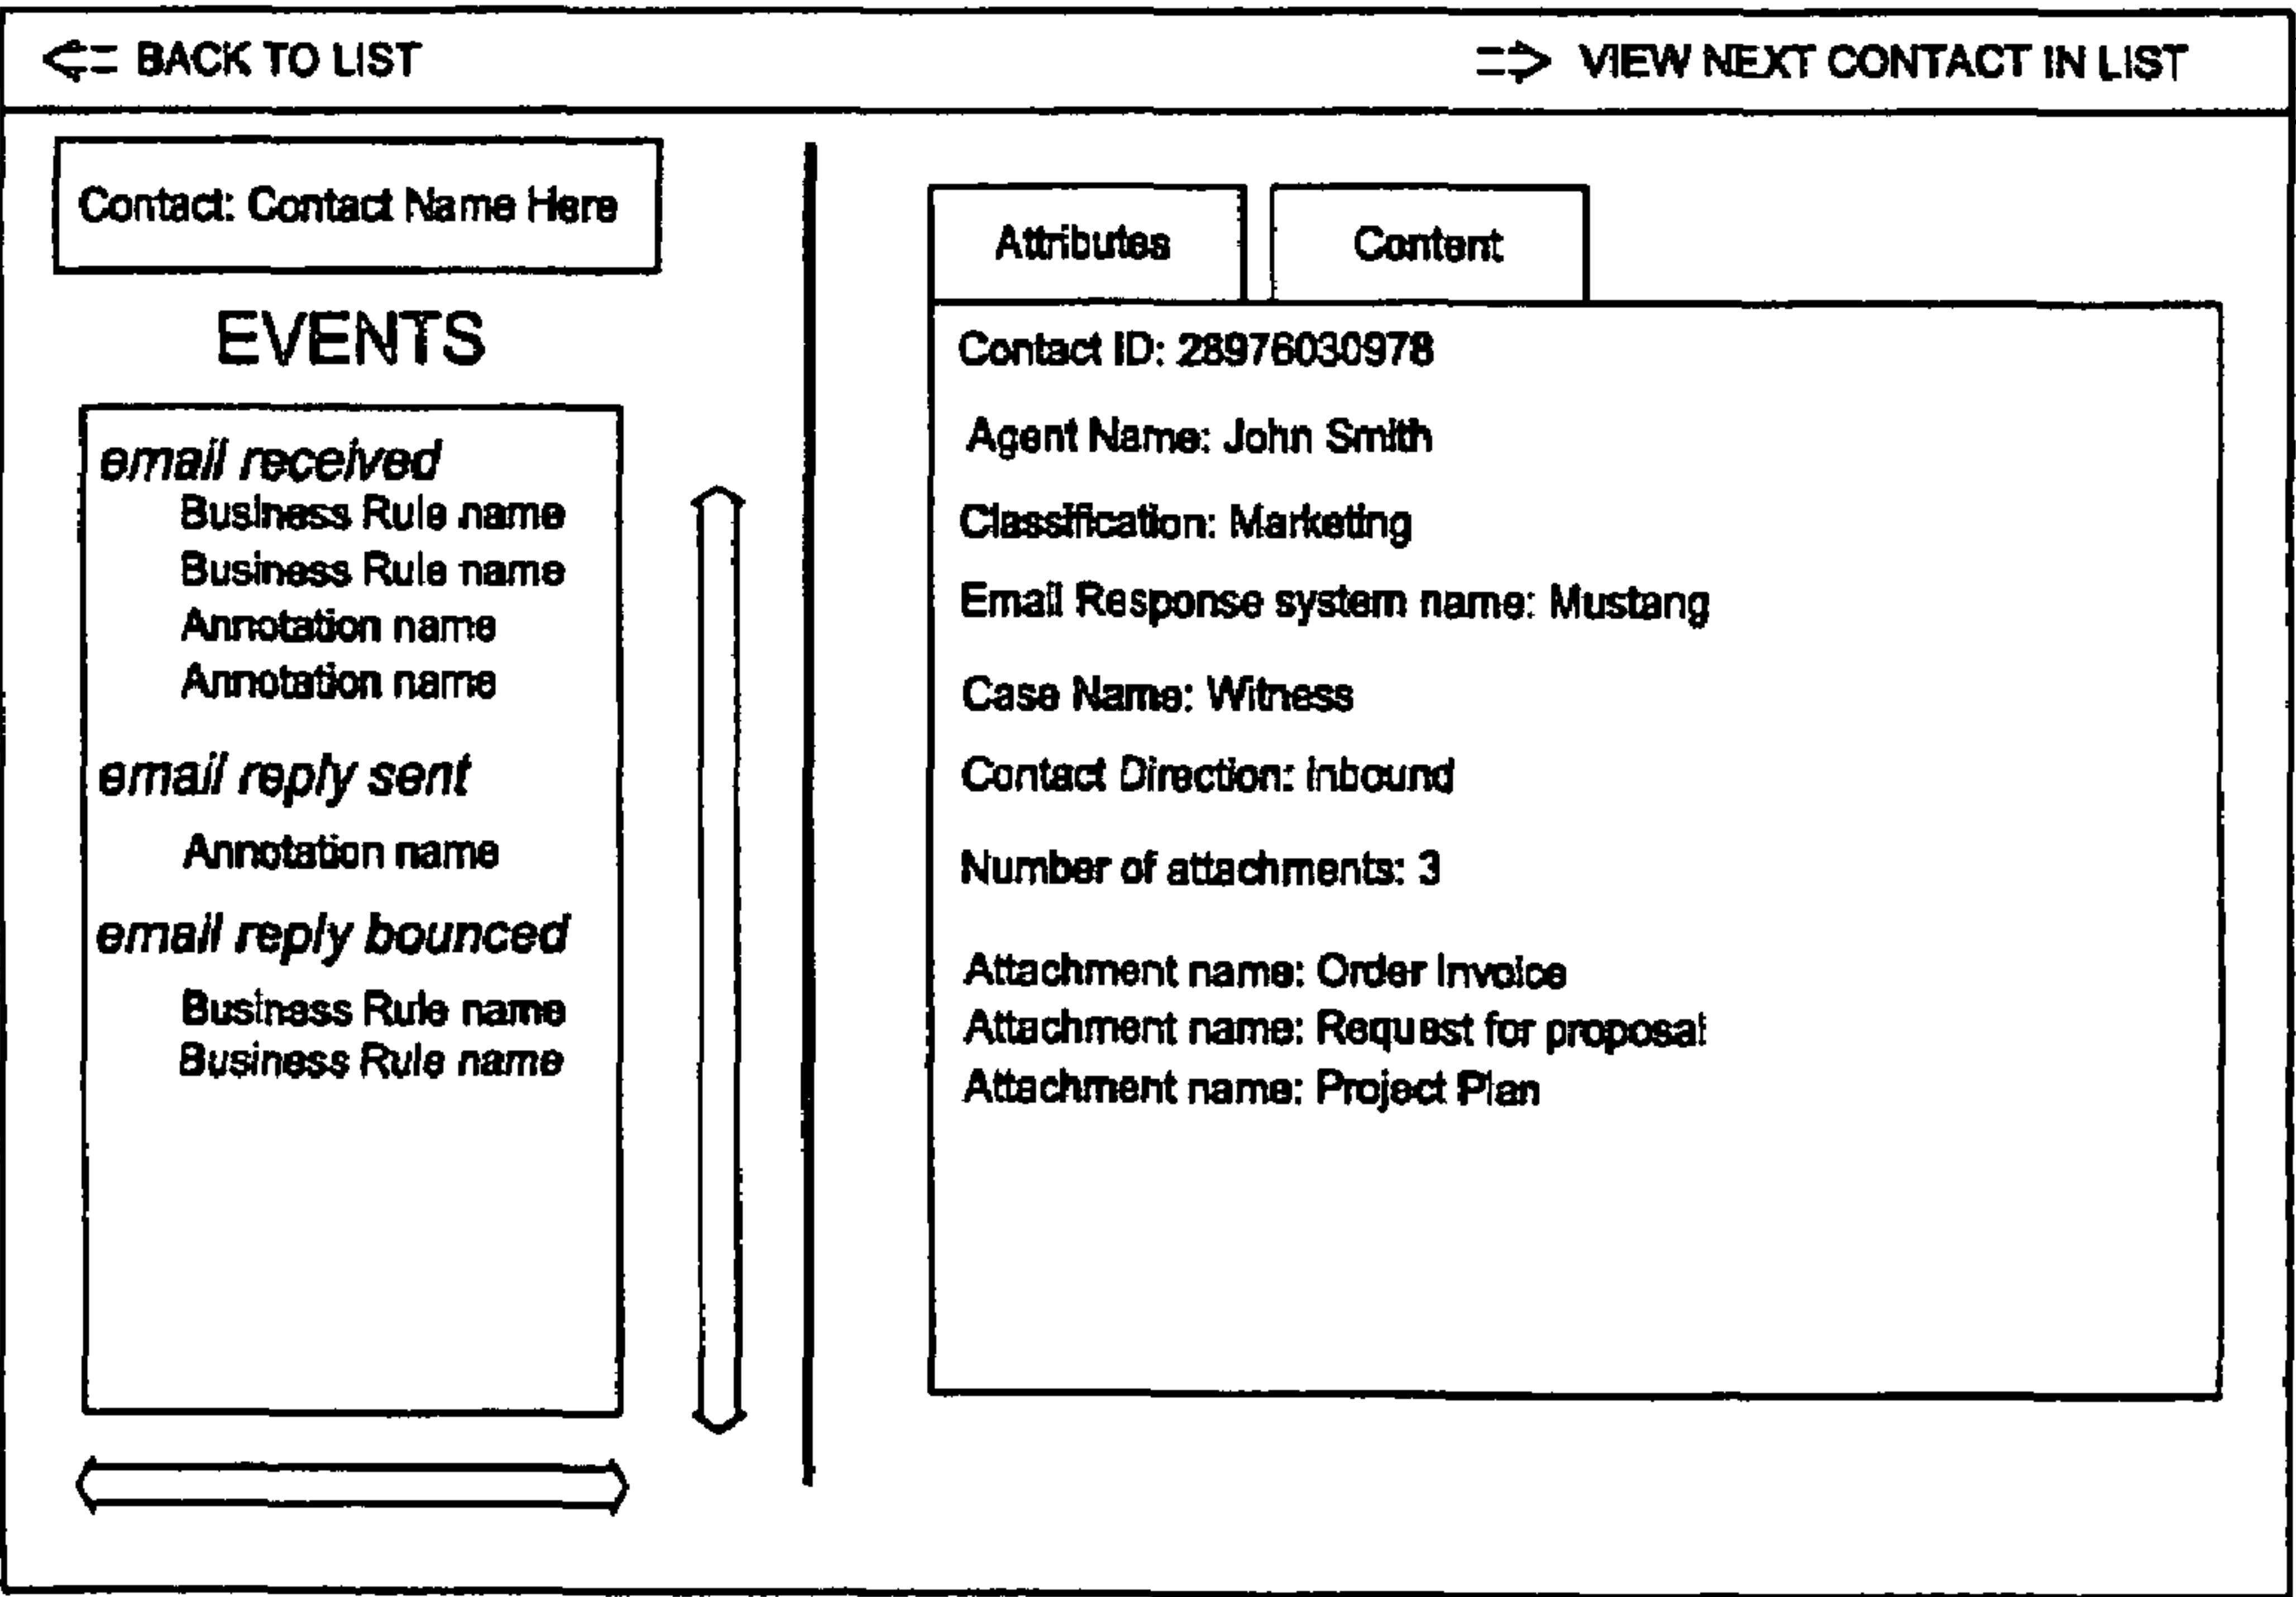 BACK TO LIST
VIEW NEXT CONTACT IN LIST
Contact: Contact Name Here
EVENTS
email received
Business Rule name
Business Rule name
Annotation name
Annotation name
email reply sent
Annotation name
email reply bounced
Business Rule name
Business Rule name
Attributes
Content
Contact ID: 28976030978
Agent Name: John Smith
Classification: Marketing
Email Response system name: Mustang
Case Name: Witness
Contact Direction: Inbound
Number of attachments: 3
Attachment name: Order Invoice
Attachment name: Request for proposal
Attachment name: Project Plan